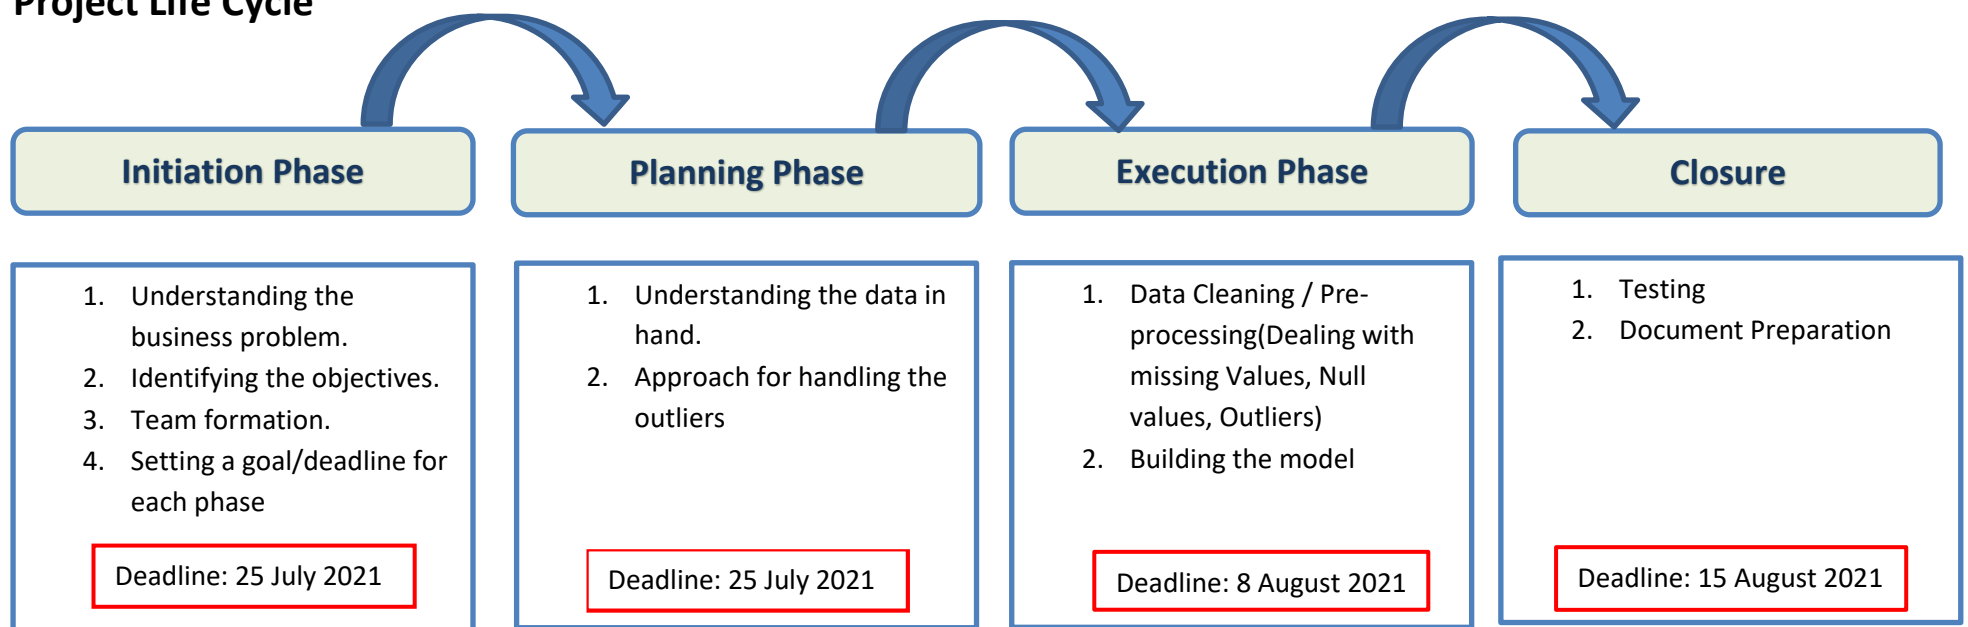 Project Life Cycle
Initiation Phase
Planning Phase
Execution Phase
Closure
1. Understanding the
business problem.
2. Identifying the objectives.
3. Team formation.
4. Setting a goal/deadline for
each phase
Deadline: 25 July 2021
1. Understanding the data in
hand.
2. Approach for handling the
outliers
Deadline: 25 July 2021
1. Data Cleaning / Pre-
processing(Dealing with
missing Values, Null
values, Outliers)
2. Building the model
Deadline: 8 August 2021
1. Testing
2. Document Preparation
Deadline: 15 August 2021